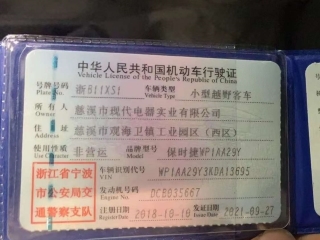 中华人民共和国机动车行驶证
Vehicle License of the People's Republic of China
号牌号码 浙B11X51 车辆类型 小型越野客车
Plate No. Vehicle Type
所有人 慈溪市现代电器实业有限公司
Owner
住址 慈溪市观海卫镇工业园区(西区)
Address
使用性质 非营运 品牌型号 保时捷WP1AA29Y
Use Character Model
浙江省宁波 车辆识别代号 WP1AA29Y3KDA13695
VIN
市公安局交 发动机号码 DCB035667
Engine No.
通警察支队 注册日期 2018-10-10 发证日期 2021-09-27
Register Date Issue Date